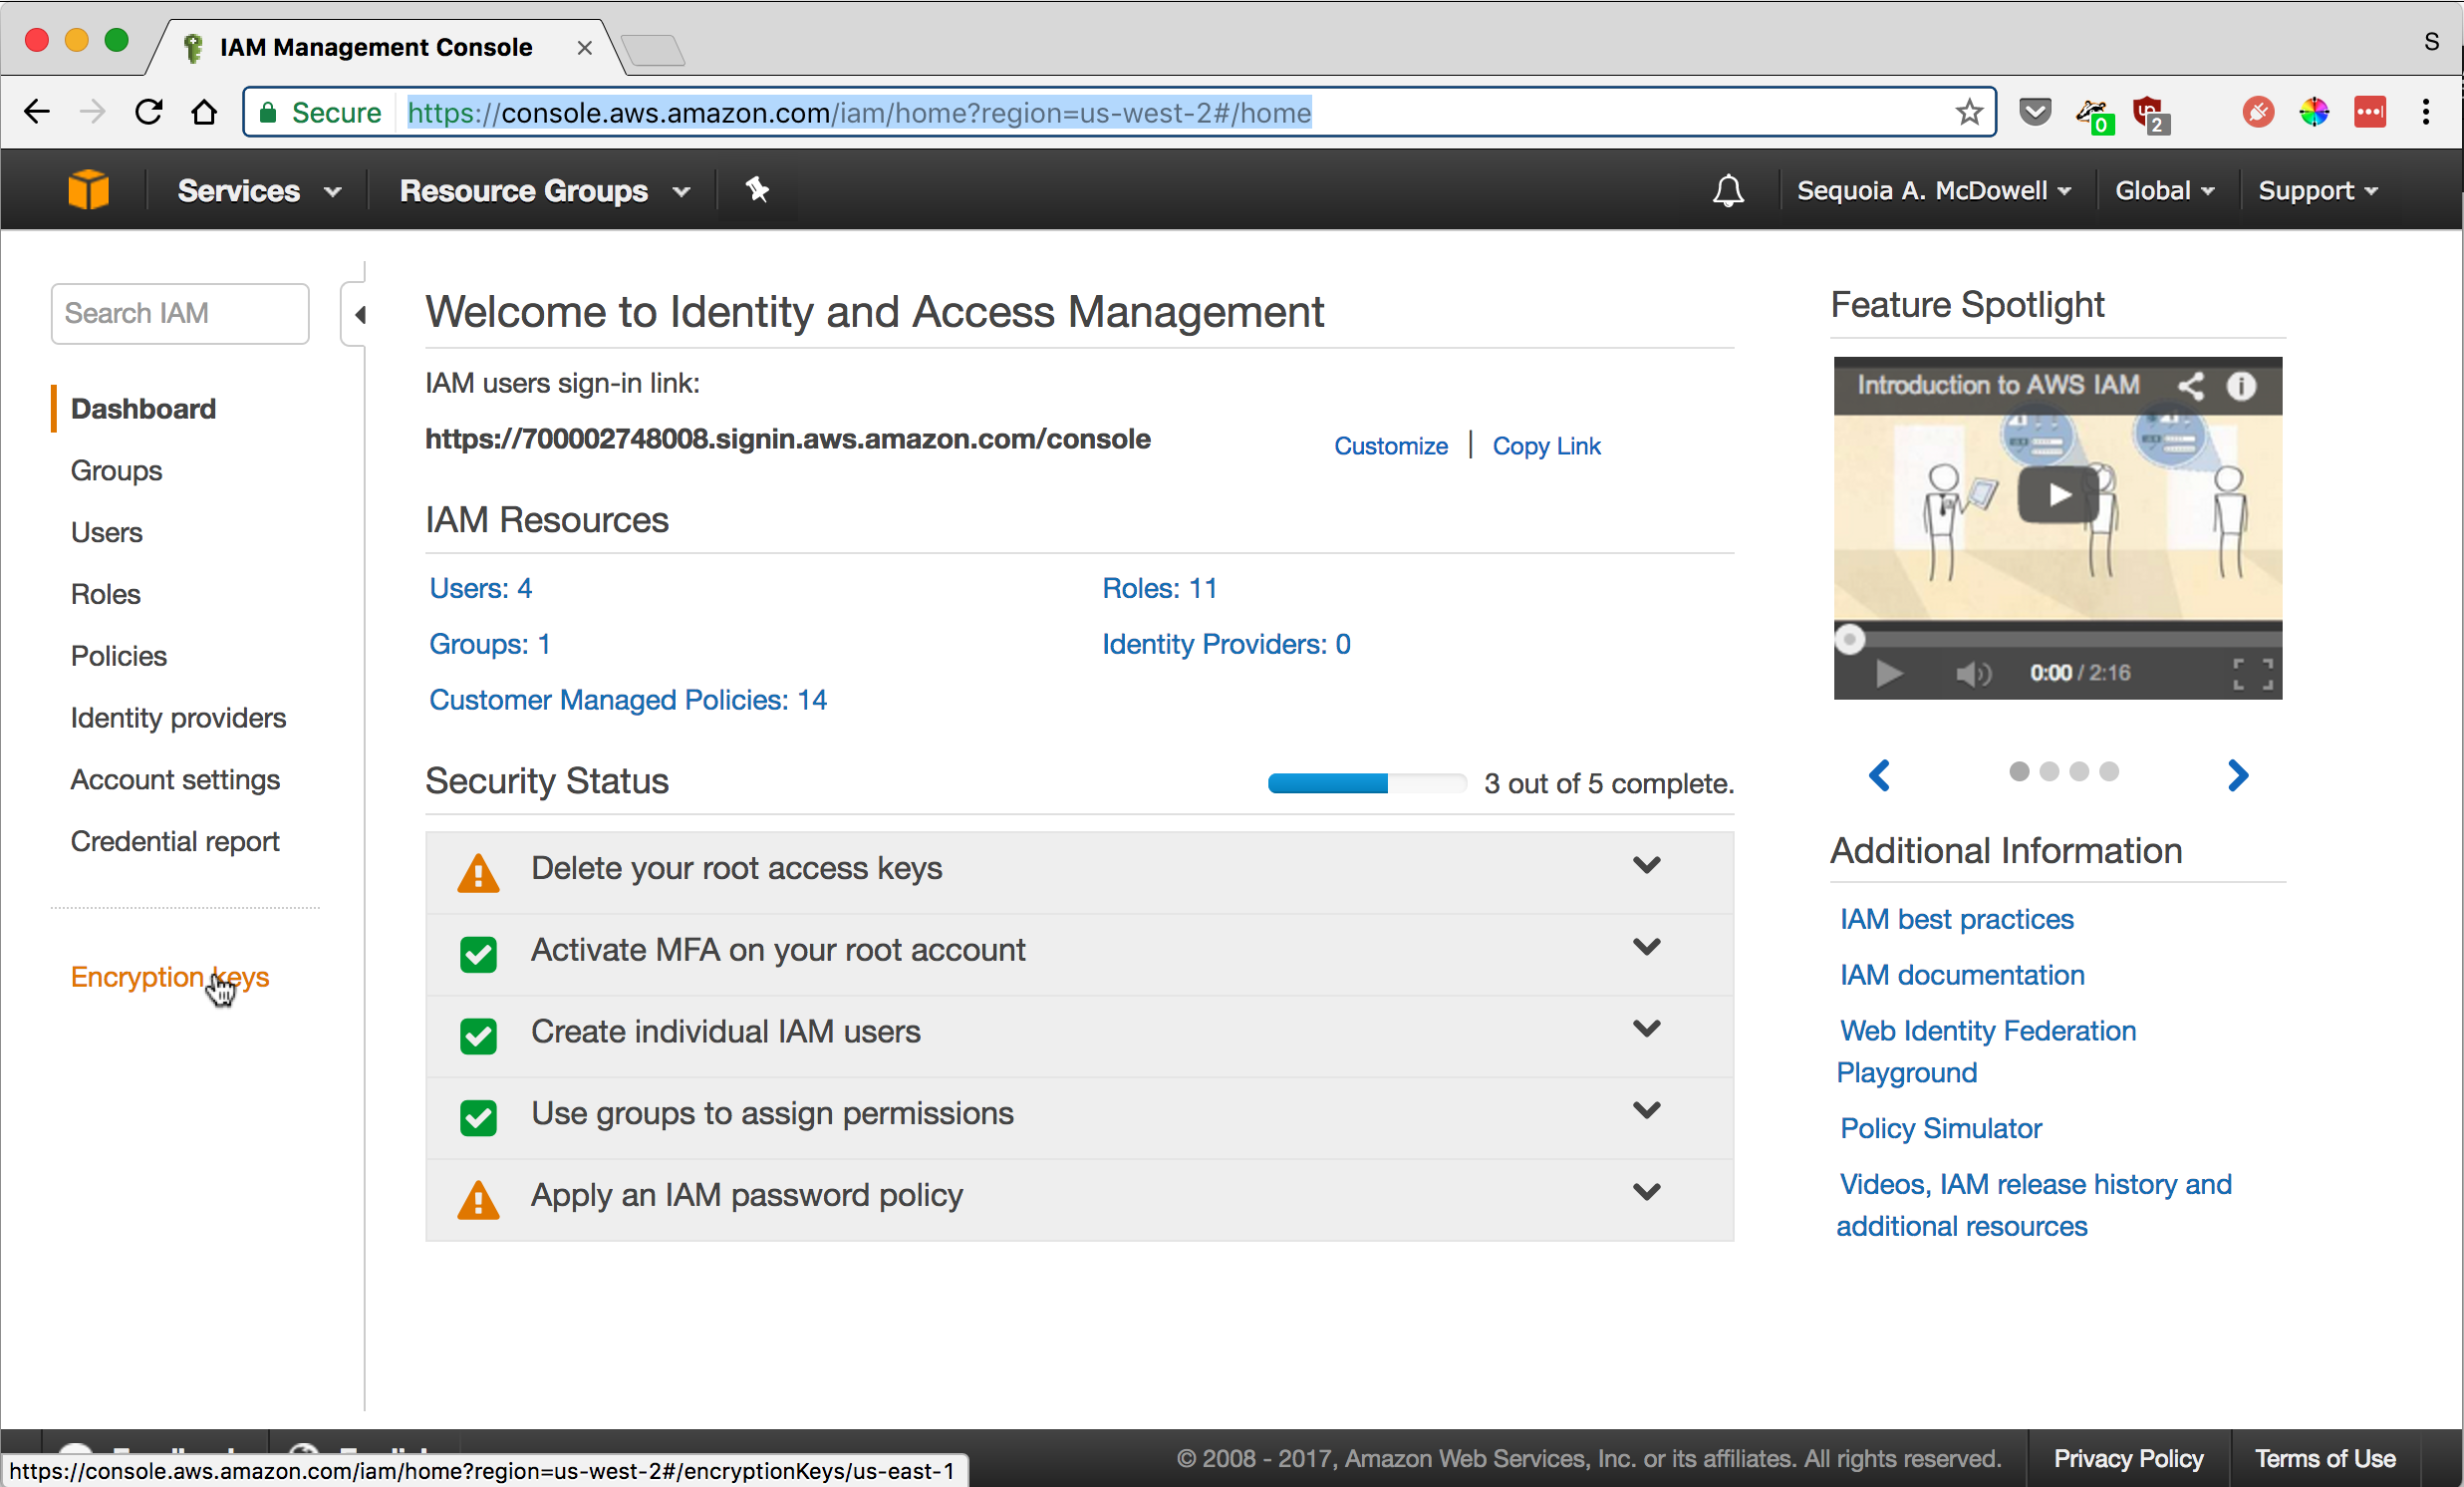 IAM Management Console
S
Secure https://console.aws.amazon.com/iam/home?region=us-west-2#/home
0
2
Services
Resource Groups
Sequoia A. McDowell
Global
Support
Search IAM
Dashboard
Groups
Users
Roles
Policies
Identity providers
Account settings
Credential report
Encryption keys
Welcome to Identity and Access Management
IAM users sign-in link:
https://700002748008.signin.aws.amazon.com/console
Customize | Copy Link
IAM Resources
Users: 4
Roles: 11
Groups: 1
Identity Providers: 0
Customer Managed Policies: 14
Security Status
3 out of 5 complete.
Delete your root access keys
Activate MFA on your root account
Create individual IAM users
Use groups to assign permissions
Apply an IAM password policy
Feature Spotlight
Introduction to AWS IAM
0:00 / 2:16
Additional Information
IAM best practices
IAM documentation
Web Identity Federation
Playground
Policy Simulator
Videos, IAM release history and
additional resources
https://console.aws.amazon.com/iam/home?region=us-west-2#/encryptionKeys/us-east-1
© 2008 - 2017, Amazon Web Services, Inc. or its affiliates. All rights reserved.
Privacy Policy
Terms of Use